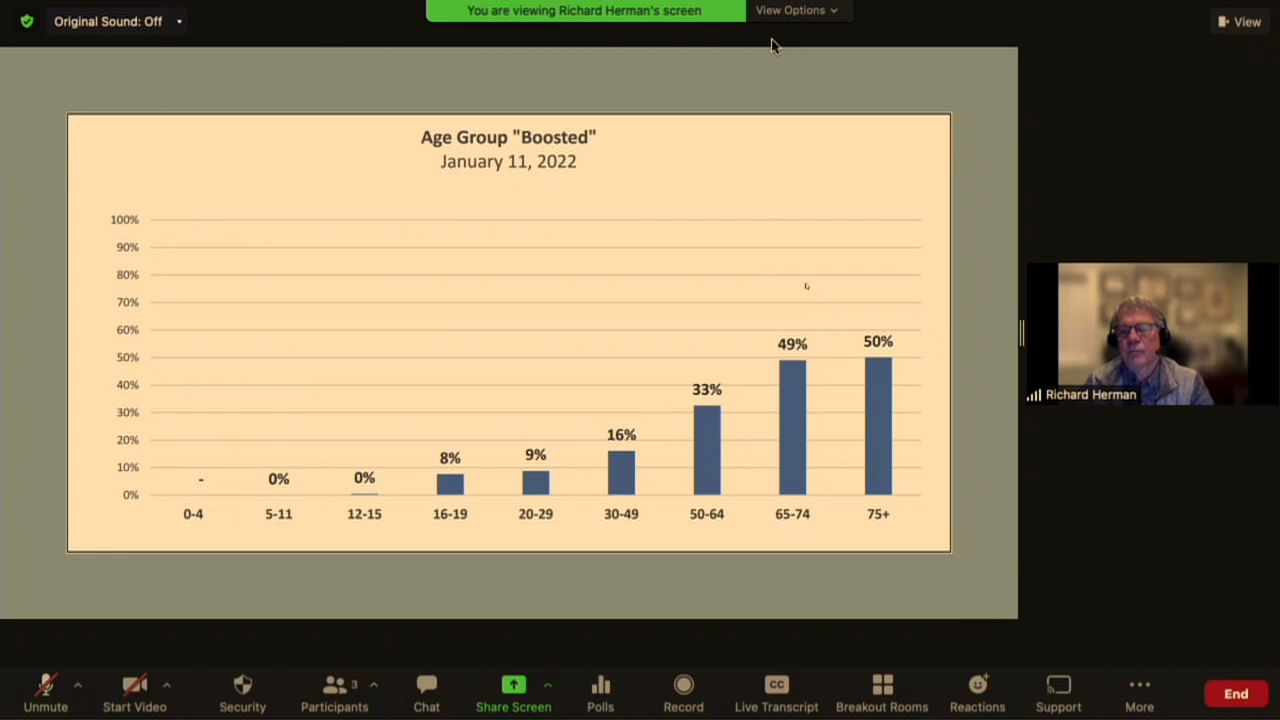 Original Sound: Off
You are viewing Richard Herman's screen
View Options
View
Age Group "Boosted"
January 11, 2022
100%
90%
80%
70%
60%
50%
40%
30%
20%
10%
0%
-
0%
0%
8%
9%
16%
33%
49%
50%
0-4
5-11
12-15
16-19
20-29
30-49
50-64
65-74
75+
Richard Herman
Unmute
Start Video
Security
3
Participants
Chat
Share Screen
Polls
Record
CC
Live Transcript
Breakout Rooms
Reactions
Support
More
End